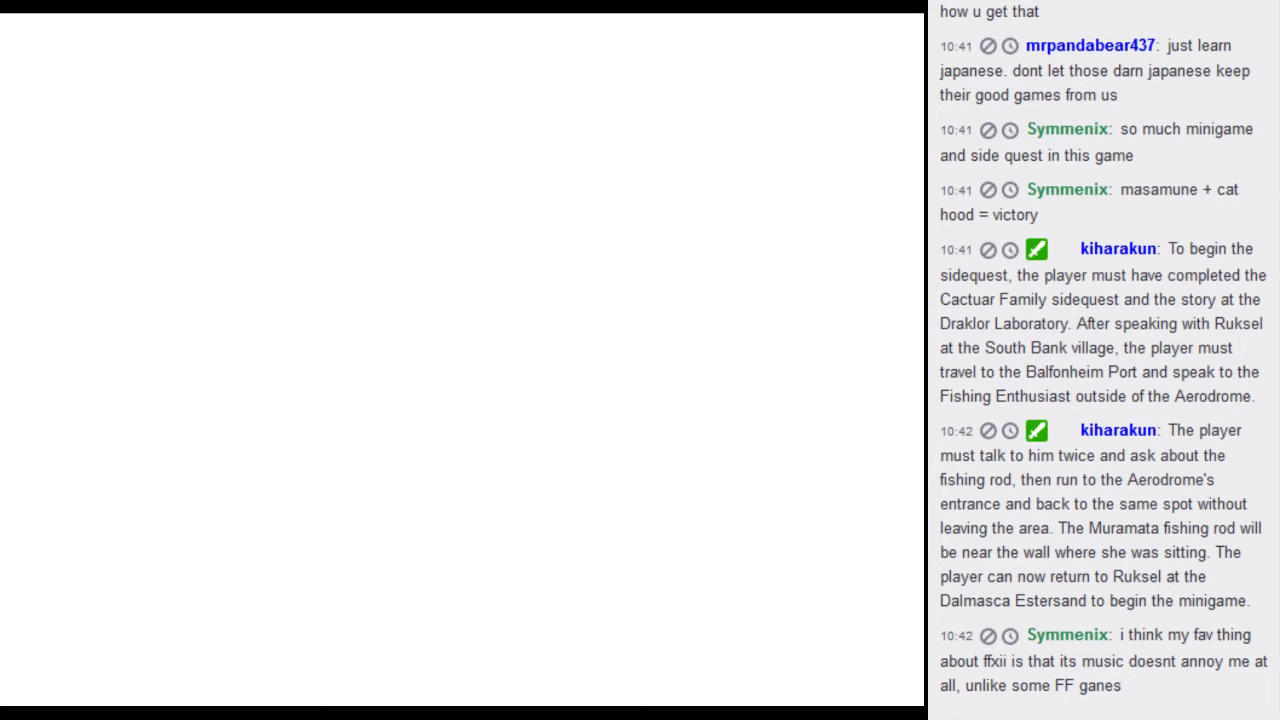 how u get that
10:41 mrpandabear437: just learn
japanese. dont let those darn japanese keep
their good games from us
10:41 Symmenix: so much minigame
and side quest in this game
10:41 Symmenix: masamune + cat
hood = victory
10:41 kiharakun: To begin the
sidequest, the player must have completed the
Cactuar Family sidequest and the story at the
Draklor Laboratory. After speaking with Ruksel
at the South Bank village, the player must
travel to the Balfonheim Port and speak to the
Fishing Enthusiast outside of the Aerodrome.
10:42 kiharakun: The player
must talk to him twice and ask about the
fishing rod, then run to the Aerodrome's
entrance and back to the same spot without
leaving the area. The Muramata fishing rod will
be near the wall where she was sitting. The
player can now return to Ruksel at the
Dalmasca Estersand to begin the minigame.
10:42 Symmenix: i think my fav thing
about ffxii is that its music doesnt annoy me at
all, unlike some FF ganes